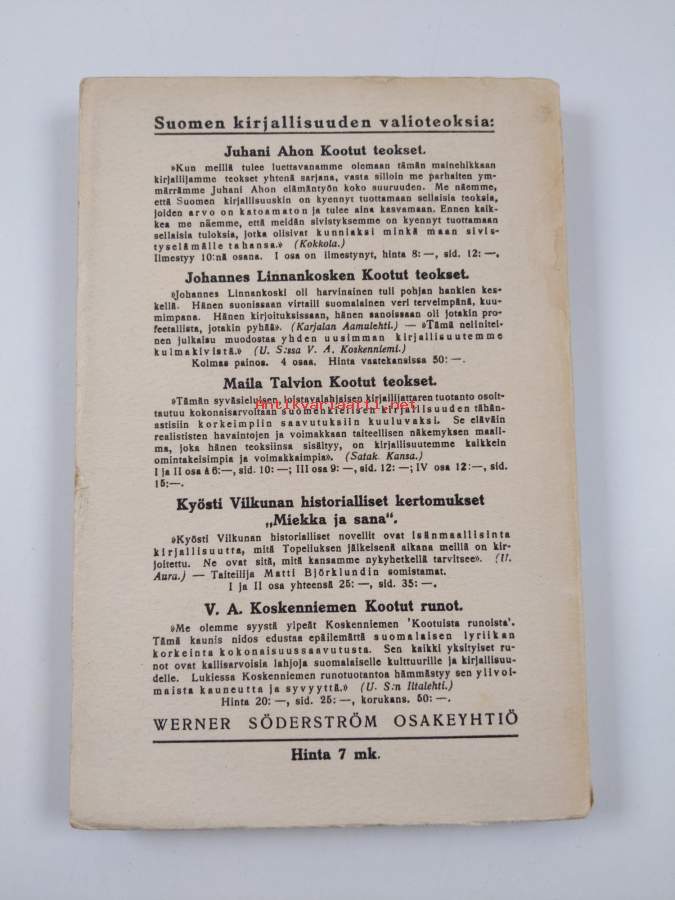 Suomen kirjallisuuden valioteoksia:
Juhani Ahon Kootut teokset.
»Kun meillä tulee luettavanamme olemaan tämän mainehikkaan
kirjailijamme teokset yhtenä sarjana, vasta silloin me parhaiten ym-
märrämme Juhani Ahon elämäntyön koko suuruuden. Me näemme,
että Suomen kirjallisuuskin on kyennyt tuottamaan sellaisia teoksia,
joiden arvo on katoamaton ja tulee aina kasvamaan. Ennen kaik-
kea me näemme, että meidän sivistyksemme on kyennyt tuottamaan
sellaisia tuloksia, jotka olisivat kunniaksi minkä maan sivis-
tyselämälle tahansa.» (Kokkola.)
Ilmestyy 10:nä osana. I osa on ilmestynyt, hinta 8: —, sid. 12: —.
Johannes Linnankosken Kootut teokset.
»Johannes Linnankoski oli harvinainen tuli pohjan hankien kes-
kellä. Hänen suonissaan virtaili suomalainen veri terveimpänä, kuu-
mimpana. Hänen kirjoituksissaan, hänen sanoissaan oli jotakin pro-
feetallista, jotakin pyhää». (Karjalan Aamulehti.) — »Tämä nelinitei-
nen julkaisu muodostaa yhden uusimman kirjallisuutemme
kulmakivistä.» (U. S:ssa V. A. Koskenniemi.)
Kolmas painos. 4 osaa. Hinta vaatekansissa 50: —.
Maila Talvion Kootut teokset.
»Tämän syväsieluisen, loistavalahjaisen kirjailijattaren tuotanto osoit-
tautuu kokonaisarvoltaan suomenkielisen kirjallisuuden tähän-
astisiin korkeimpiin saavutuksiin kuuluvaksi. Se eläviin
realististen havaintojen ja voimakkaan taiteellisen näkemyksen maail-
ma, joka hänen teoksiinsa sisältyy, on kirjallisuutemme kaikkein
omintakeisimpia ja voimakkaimpia». (Satak. Kansa.)
I ja II osa à 6: —, sid. 10: —; III osa 9: —, sid. 12: —; IV osa 12: —, sid.
15: —.
Antikvariaatit.net
Kyösti Vilkunan historialliset kertomukset
„Miekka ja sana“.
»Kyösti Vilkunan historialliset novellit ovat isänmaallisinta
kirjallisuutta, mitä Topeliuksen jälkeisenä aikana meillä on kir-
joitettu. Ne ovat sitä, mitä kansamme nykyhetkellä tarvitsee». (U.
Aura.) — Taiteilija Matti Björklundin somistamat.
I ja II osa yhteensä 25: —, sid. 35: —.
V. A. Koskenniemen Kootut runot.
»Me olemme syystä ylpeät Koskenniemen 'Kootuista runoista'.
Tämä kaunis nidos edustaa epäilemättä suomalaisen lyriikan
korkeinta kokonaisuussaavutusta. Sen kaikki yksityiset ru-
not ovat kallisarvoisia lahjoja suomalaiselle kulttuurille ja kirjallisuu-
delle. Lukiessa Koskenniemen runotuotantoa hämmästyy sen ylivoi-
maista kauneutta ja syvyyttä.» (U. S:n Iltalehti.)
Hinta 20: —, sid. 25: —, korukans. 50: —.
WERNER SÖDERSTRÖM OSAKEYHTIÖ
Hinta 7 mk.